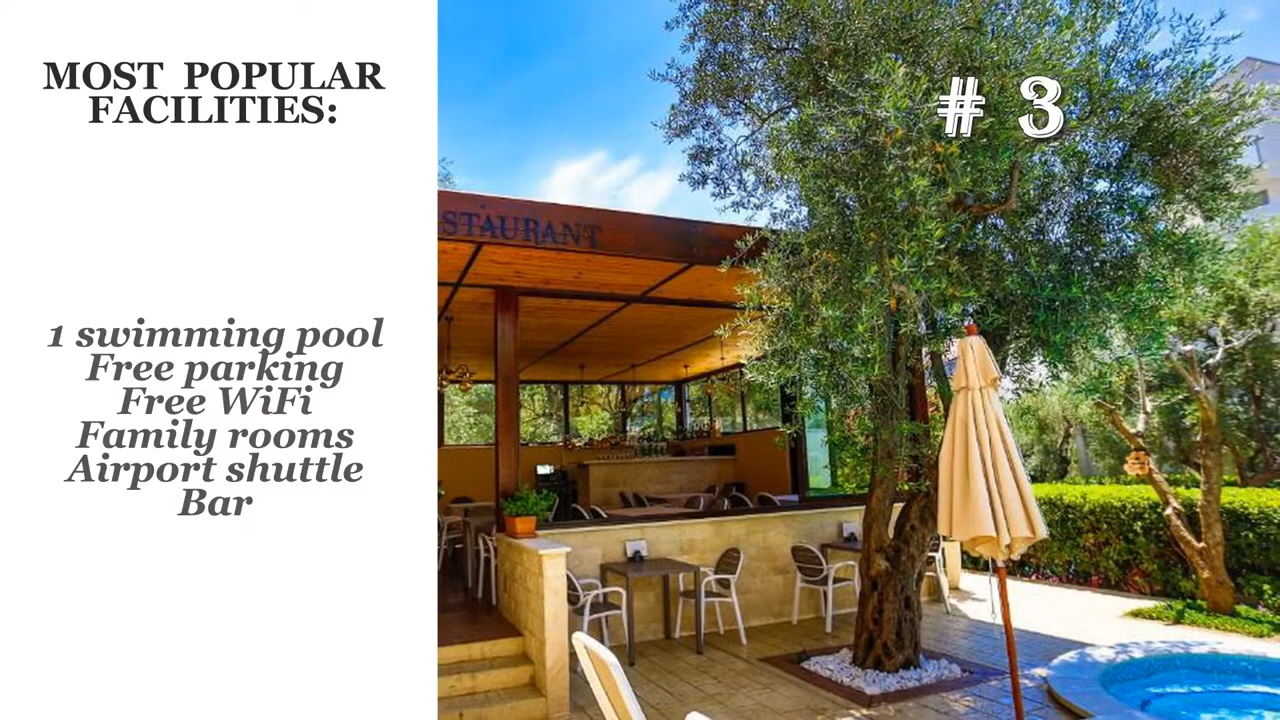 MOST POPULAR
FACILITIES:
1 swimming pool
Free parking
Free WiFi
Family rooms
Airport shuttle
Bar
# 3
STAURANT